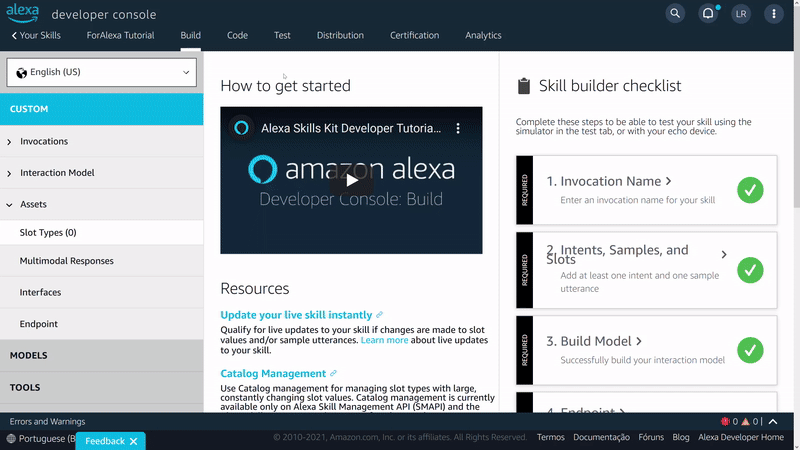 alexa
developer console
LR
Your Skills
ForAlexa Tutorial
Build
Code
Test
Distribution
Certification
Analytics
English (US)
CUSTOM
Invocations
Interaction Model
Assets
Slot Types (0)
Multimodal Responses
Interfaces
Endpoint
MODELS
TOOLS
How to get started
Alexa Skills Kit Developer Tutoria...
amazon alexa
Developer Console: Build
Resources
Update your live skill instantly
Qualify for live updates to your skill if changes are made to slot
values and/or sample utterances. Learn more about live updates
to your skill.
Catalog Management
Use Catalog management for managing slot types with large,
constantly changing slot values. Catalog management is currently
available only on Alexa Skill Management API (SMAPI) and the
Skill builder checklist
Complete these steps to be able to test your skill using the
simulator in the test tab, or with your echo device.
REQUIRED
1. Invocation Name
Enter an invocation name for your skill
REQUIRED
2. Intents, Samples, and
Slots
Add at least one intent and one sample
utterance
REQUIRED
3. Build Model
Successfully build your interaction model
4. Endpoint
Errors and Warnings
0
0
Portuguese (B
Feedback
© 2010-2021, Amazon.com, Inc. or its affiliates. All Rights Reserved.
Termos
Documentação
Fóruns
Blog
Alexa Developer Home